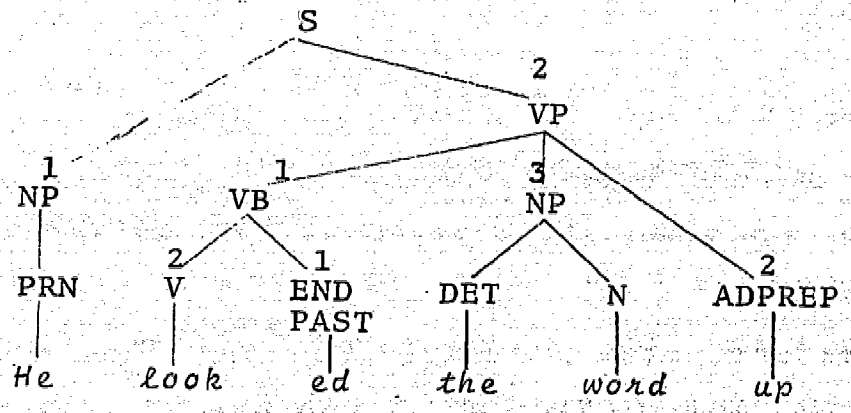 S
2
VP
1 1 3
NP VB NP
2 1 2
PRN V END DET N ADPREP
PAST
He look ed the word up